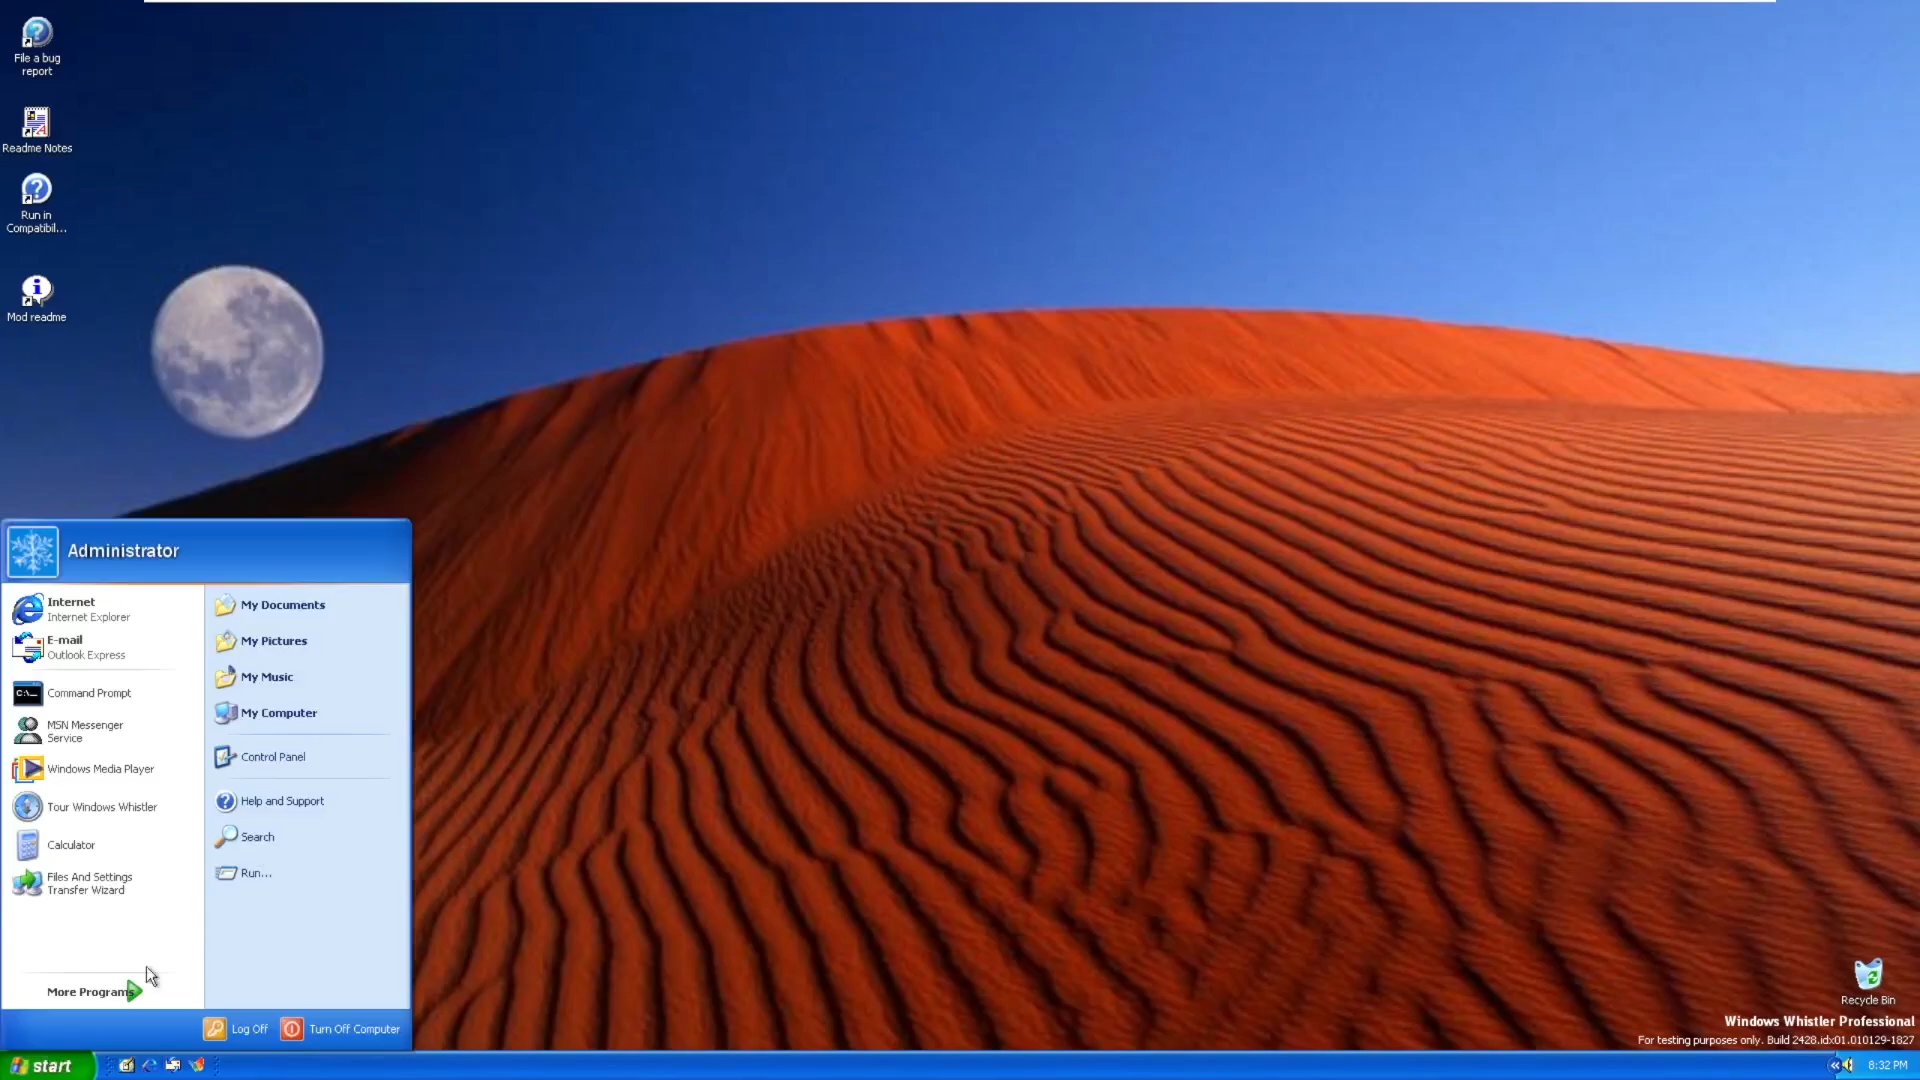 File a bug
report
Readme Notes
Run in
Compatibil...
Mod readme
Administrator
Internet
Internet Explorer
E-mail
Outlook Express
C:\...
Command Prompt
MSN Messenger
Service
Windows Media Player
Tour Windows Whistler
Calculator
Files And Settings
Transfer Wizard
More Programs
My Documents
My Pictures
My Music
My Computer
Control Panel
Help and Support
Search
Run...
Log Off
Turn Off Computer
Recycle Bin
Windows Whistler Professional
For testing purposes only. Build 2428.idx01.010129-1827
start
8:32 PM